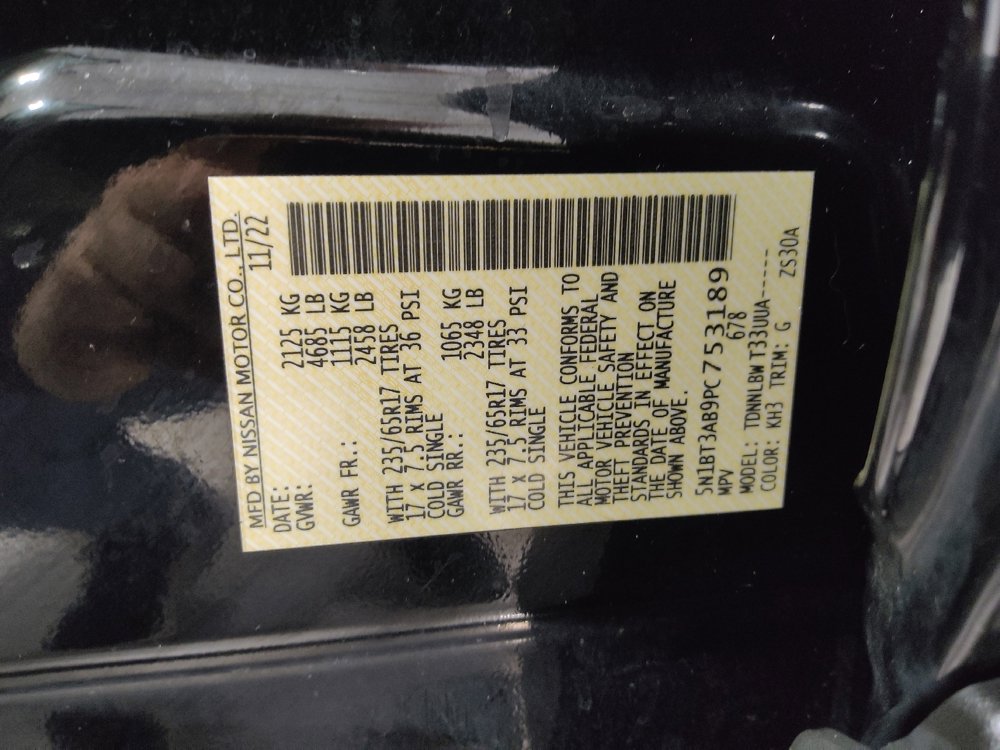 MFD BY NISSAN MOTOR CO., LTD.
DATE: 11/22
GVWR: 2125 KG
4685 LB
GAWR FR.: 1115 KG
2458 LB
WITH 235/65R17 TIRES
17 X 7.5 RIMS AT 36 PSI
COLD SINGLE
GAWR RR.: 1065 KG
2348 LB
WITH 235/65R17 TIRES
17 X 7.5 RIMS AT 33 PSI
COLD SINGLE
THIS VEHICLE CONFORMS TO
ALL APPLICABLE FEDERAL
MOTOR VEHICLE SAFETY AND
THEFT PREVENTION
STANDARDS IN EFFECT ON
THE DATE OF MANUFACTURE
SHOWN ABOVE.
5N1BT3AB9PC753189
MPV 678
MODEL: TDNNLBWT33UUA------
COLOR: KH3 TRIM: G ZS30A